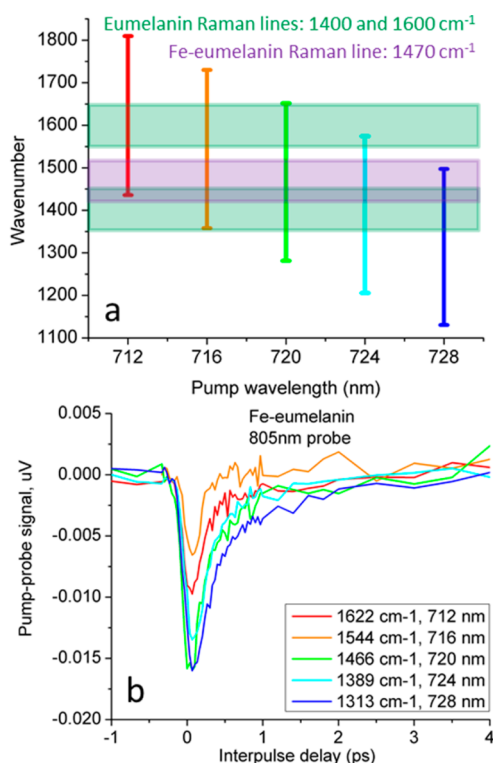 Eumelanin Raman lines: 1400 and 1600 cm⁻¹
Fe-eumelanin Raman line: 1470 cm⁻¹
1800
1700
1600
1500
1400
1300
1200
1100
Wavenumber
a
712 716 720 724 728
Pump wavelength (nm)
0.005
0.000
-0.005
-0.010
-0.015
-0.020
Pump-probe signal, uV
Fe-eumelanin
805nm probe
1622 cm-1, 712 nm
1544 cm-1, 716 nm
1466 cm-1, 720 nm
1389 cm-1, 724 nm
1313 cm-1, 728 nm
b
-1 0 1 2 3 4
Interpulse delay (ps)